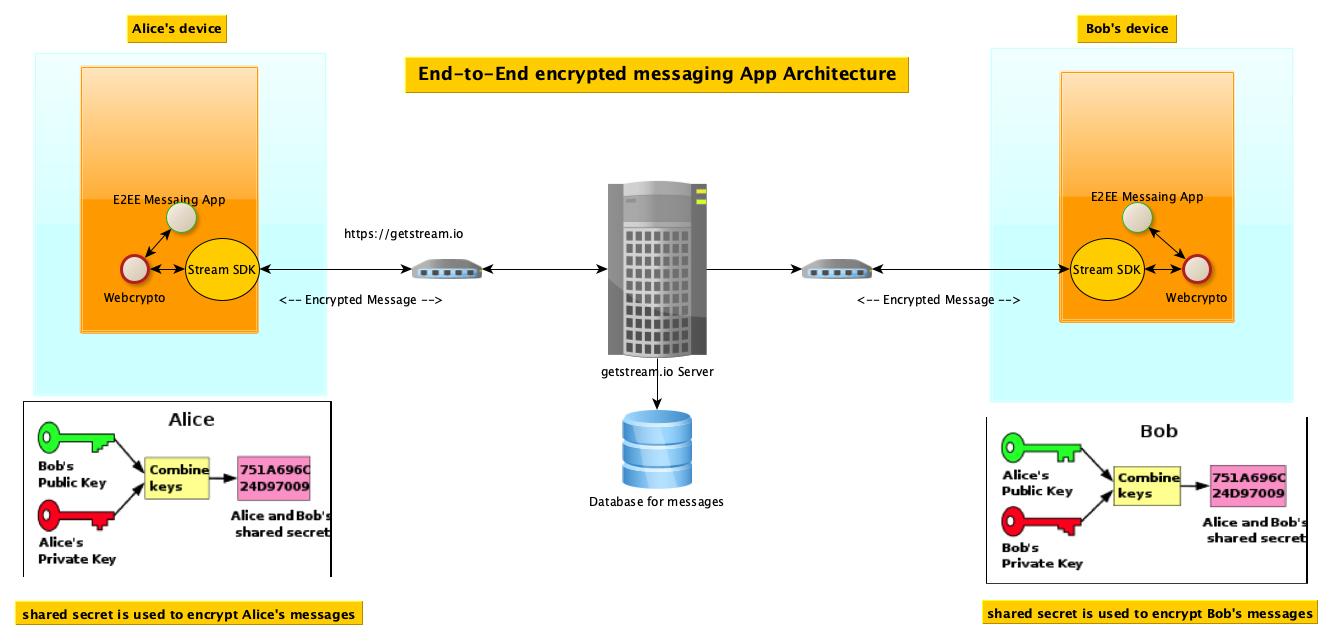 Alice's device
Bob's device
End-to-End encrypted messaging App Architecture
E2EE Messaing App
Stream SDK
Webcrypto
https://getstream.io
<-- Encrypted Message -->
getstream.io Server
Database for messages
<-- Encrypted Message -->
E2EE Messaing App
Stream SDK
Webcrypto
Alice
Bob's
Public Key
Combine
keys
751A696C
24D97009
Alice and Bob's
shared secret
Alice's
Private Key
shared secret is used to encrypt Alice's messages
Bob
Alice's
Public Key
Combine
keys
751A696C
24D97009
Alice and Bob's
shared secret
Bob's
Private Key
shared secret is used to encrypt Bob's messages